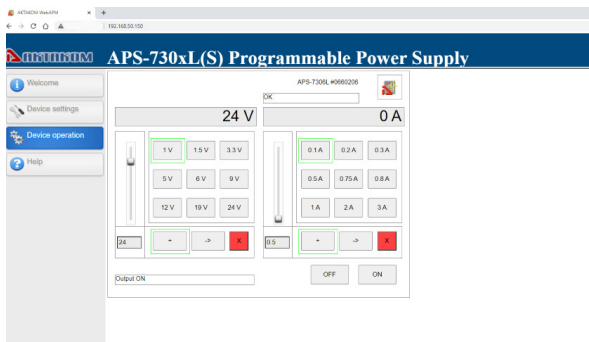 AKTAKOM WebAPM
192.168.50.150
AKTAKOM APS-730xL(S) Programmable Power Supply
Welcome
Device settings
Device operation
Help
APS-7306L #0660206
OK
24 V 0 A
1 V 1.5 V 3.3 V 0.1 A 0.2 A 0.3 A
5 V 6 V 9 V 0.5 A 0.75 A 0.8 A
12 V 19 V 24 V 1 A 2 A 3 A
24 + -> X 0.5 + -> X
Output ON OFF ON